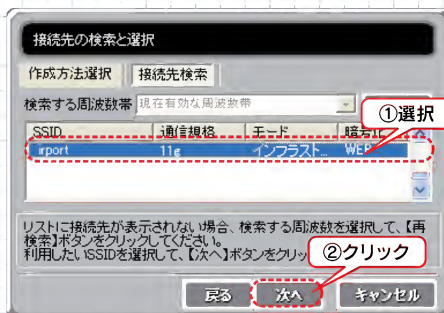 接続先の検索と選択
作成方法選択 接続先検索
検索する周波数帯 現在有効な周波数帯
①選択
SSID 通信規格 モード
irport 11g インフラスト... WEP
リストに接続先が表示されない場合、検索する周波数を選択して、【再
検索】ボタンをクリックしてください。
利用したいSSIDを選択して、【次へ】ボタンをクリッ
②クリック
戻る 次へ キャンセル